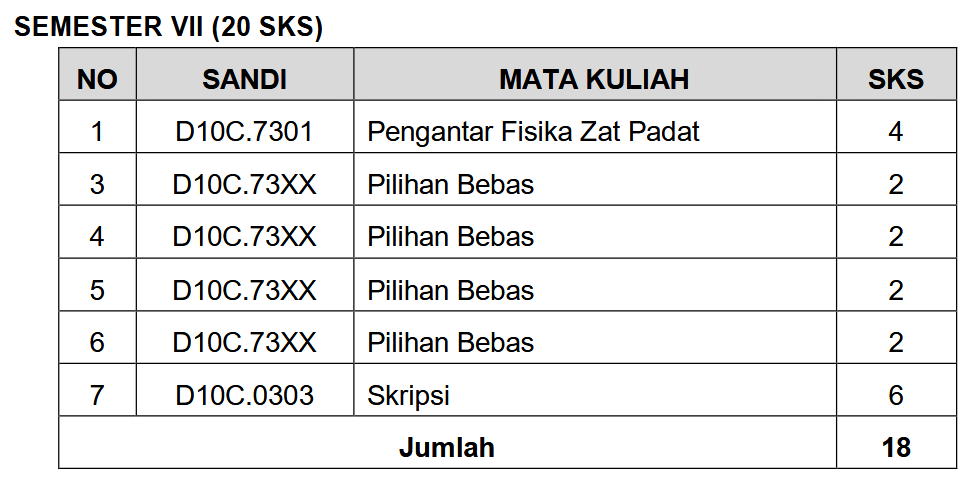 SEMESTER VII (20 SKS)
NO SANDI MATA KULIAH SKS
1 D10C.7301 Pengantar Fisika Zat Padat 4
3 D10C.73XX Pilihan Bebas 2
4 D10C.73XX Pilihan Bebas 2
5 D10C.73XX Pilihan Bebas 2
6 D10C.73XX Pilihan Bebas 2
7 D10C.0303 Skripsi 6
Jumlah 18